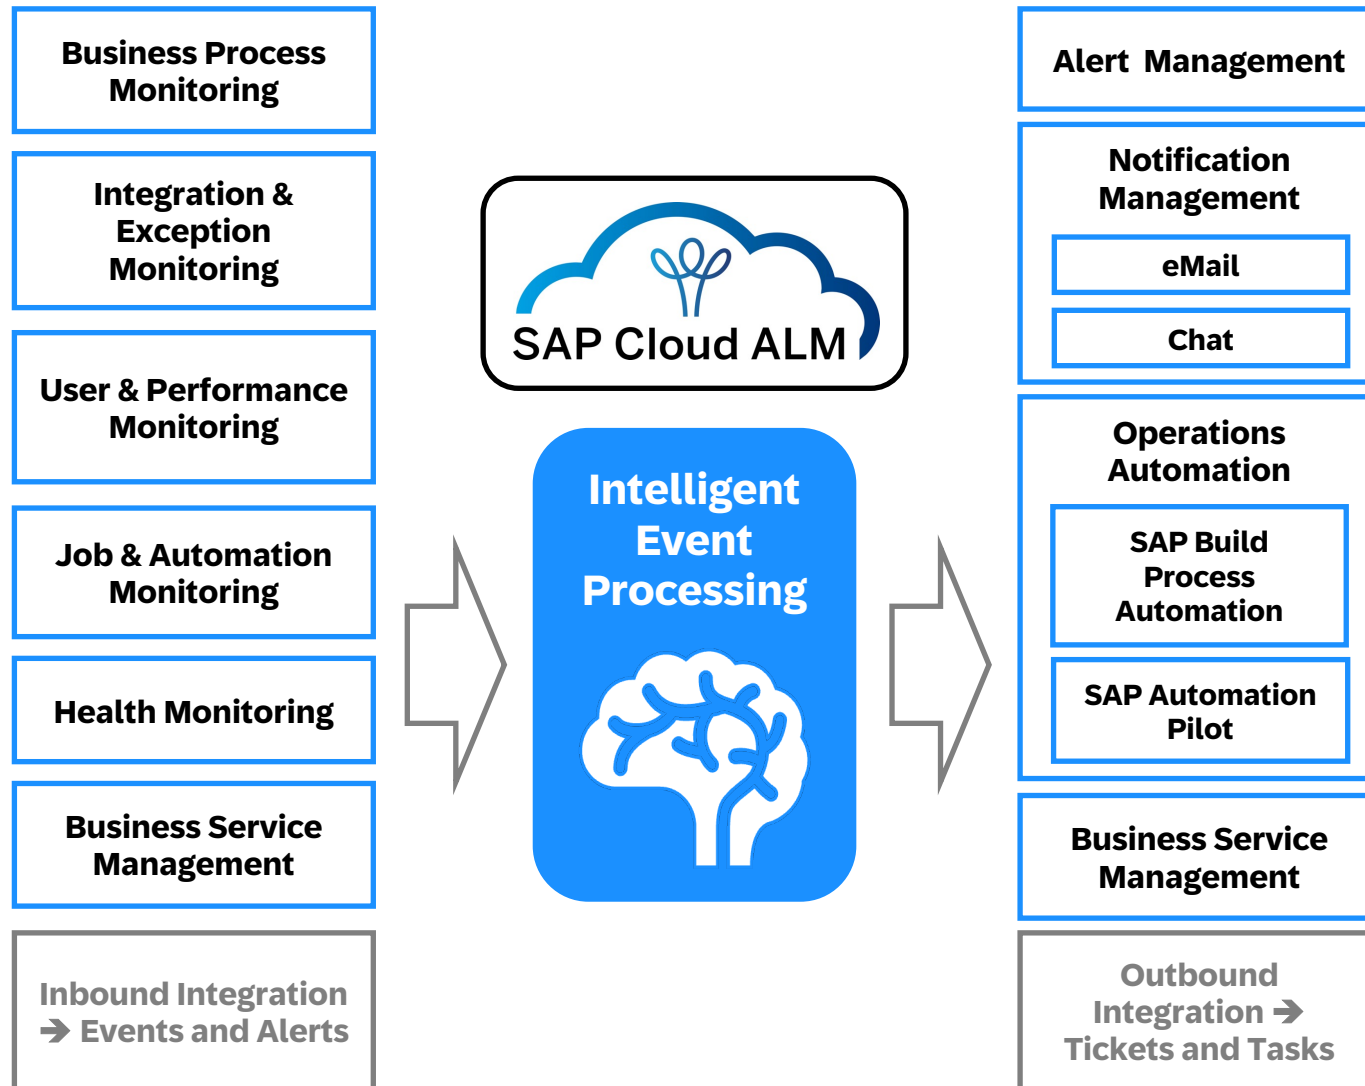 Business Process
Monitoring
Integration &
Exception
Monitoring
User & Performance
Monitoring
Job & Automation
Monitoring
Health Monitoring
Business Service
Management
Inbound Integration
➔ Events and Alerts
SAP Cloud ALM
Intelligent
Event
Processing
Alert Management
Notification
Management
eMail
Chat
Operations
Automation
SAP Build
Process
Automation
SAP Automation
Pilot
Business Service
Management
Outbound
Integration ➔
Tickets and Tasks